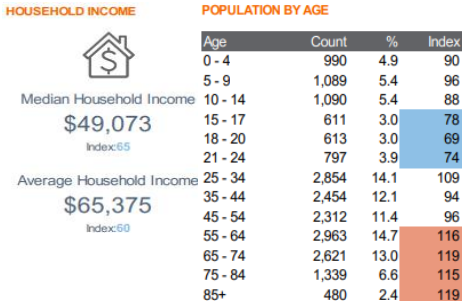 HOUSEHOLD INCOME
$
Median Household Income
$49,073
Index:65
Average Household Income
$65,375
Index:60
POPULATION BY AGE
Age Count % Index
0 - 4 990 4.9 90
5 - 9 1,089 5.4 96
10 - 14 1,090 5.4 88
15 - 17 611 3.0 78
18 - 20 613 3.0 69
21 - 24 797 3.9 74
25 - 34 2,854 14.1 109
35 - 44 2,454 12.1 94
45 - 54 2,312 11.4 96
55 - 64 2,963 14.7 116
65 - 74 2,621 13.0 119
75 - 84 1,339 6.6 115
85+ 480 2.4 119